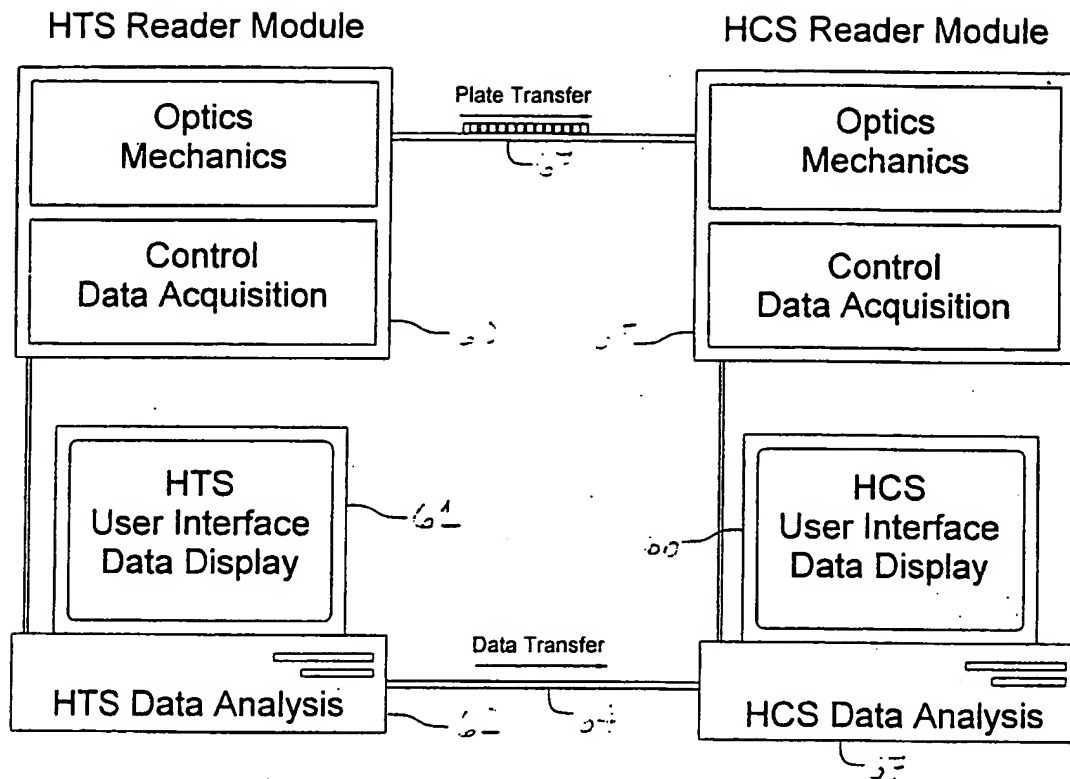 HTS Reader Module
HCS Reader Module
Optics
Mechanics
Plate Transfer
Optics
Mechanics
Control
Data Acquisition
Control
Data Acquisition
HTS
User Interface
Data Display
HCS
User Interface
Data Display
Data Transfer
HTS Data Analysis
HCS Data Analysis